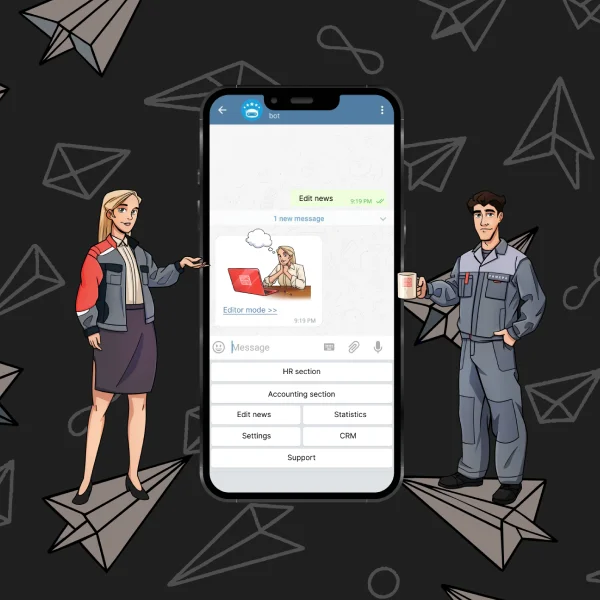 bot
Edit news
9:19 PM
1 new message
Editor mode >>
9:19 PM
Message
HR section
Accounting section
Edit news
Statistics
Settings
CRM
Support